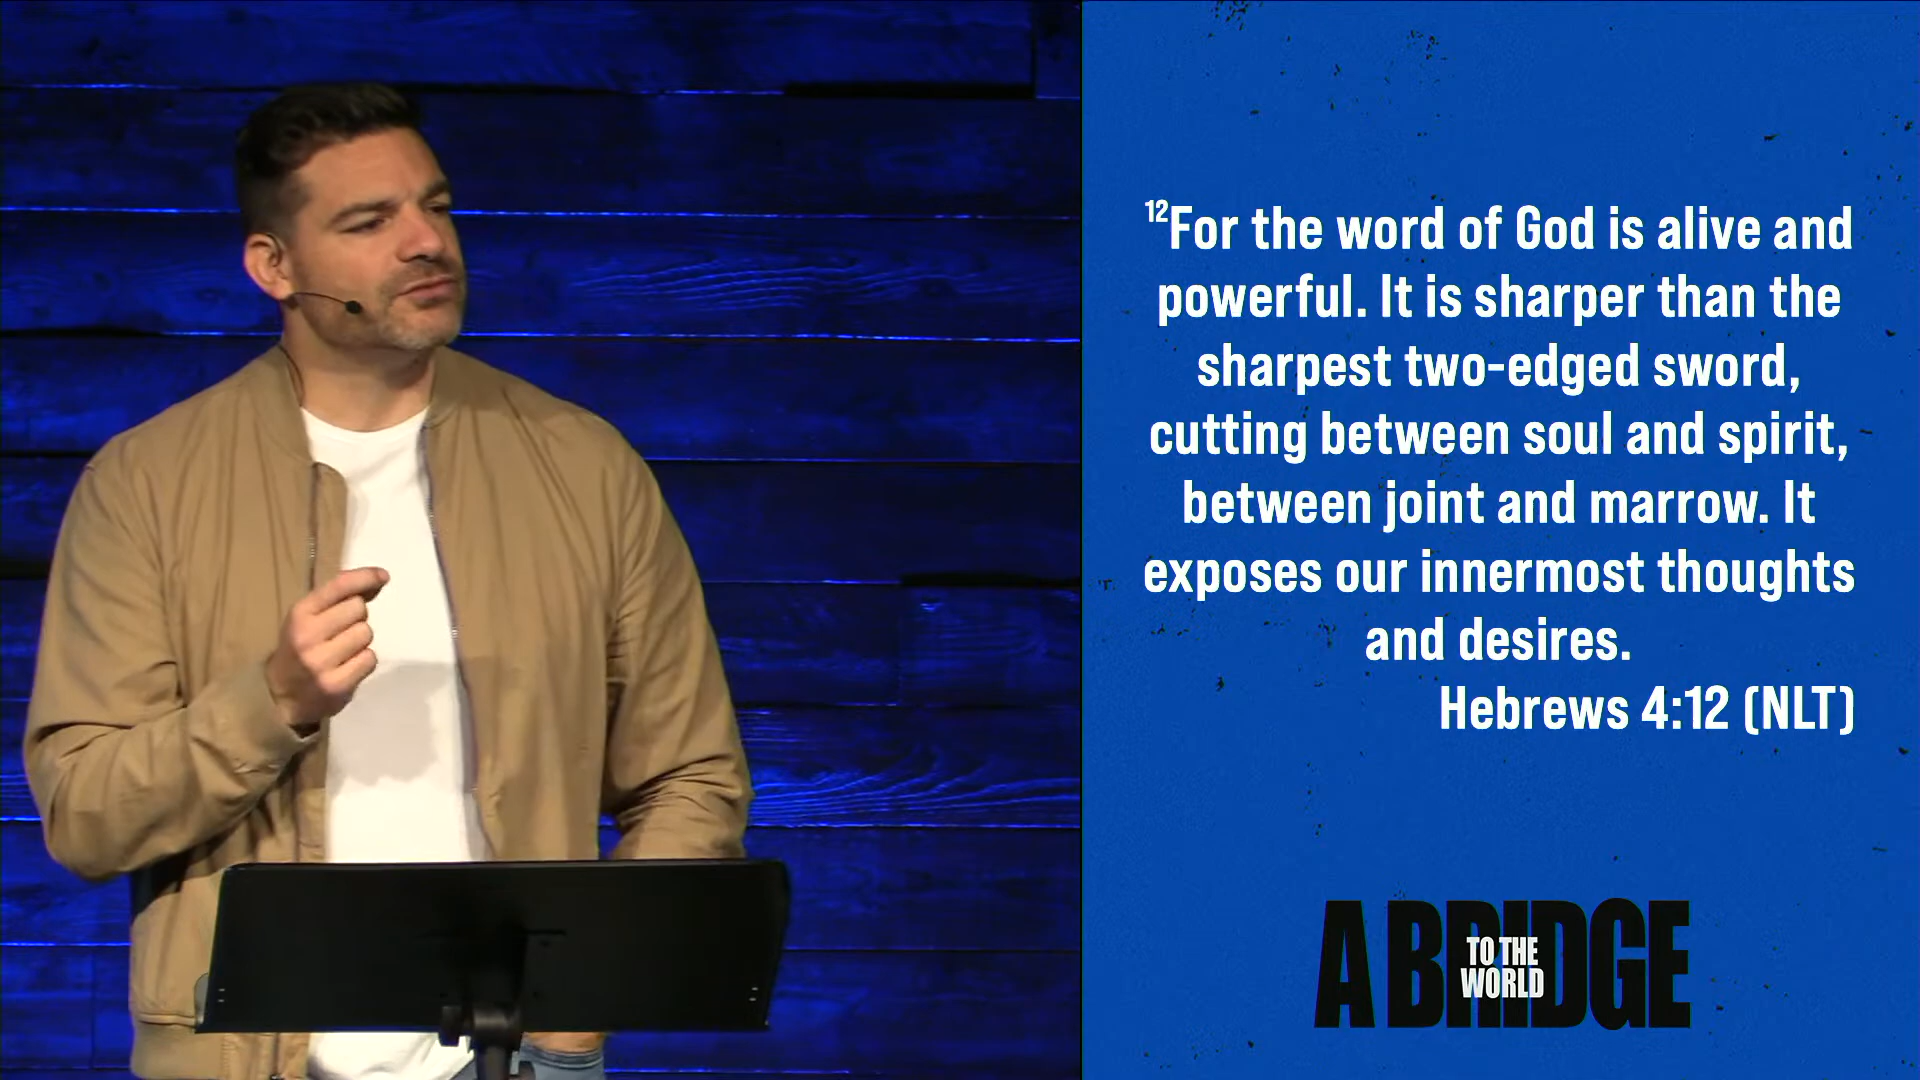 ¹²For the word of God is alive and
powerful. It is sharper than the
sharpest two-edged sword,
cutting between soul and spirit,
between joint and marrow. It
exposes our innermost thoughts
and desires.
Hebrews 4:12 (NLT)
A BRIDGE
TO THE
WORLD